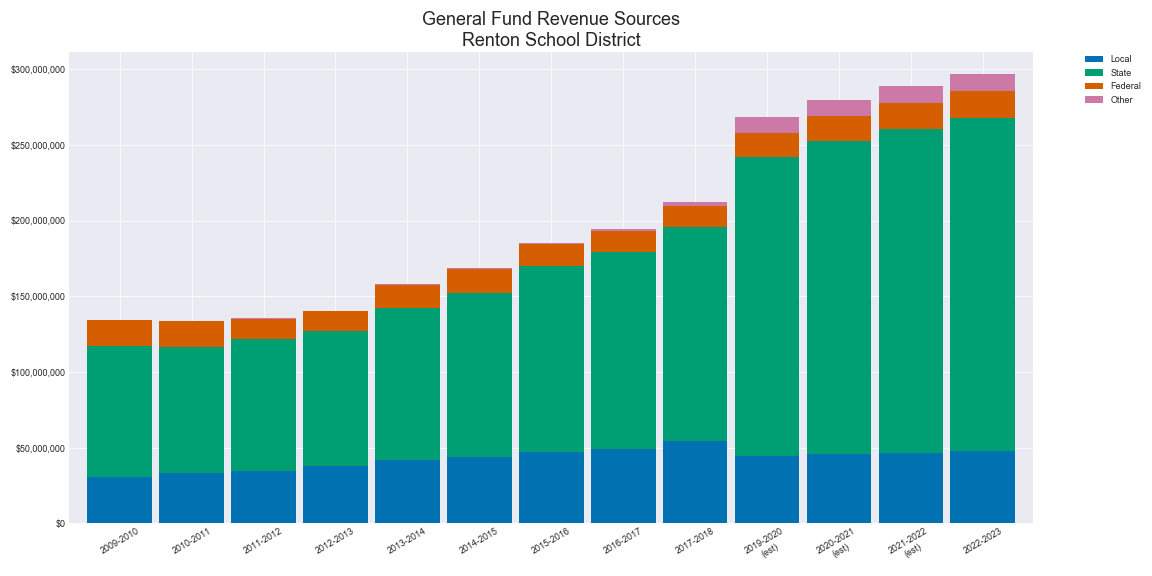 General Fund Revenue Sources
Renton School District
Local
State
Federal
Other
$300,000,000
$250,000,000
$200,000,000
$150,000,000
$100,000,000
$50,000,000
$0
2009-2010
2010-2011
2011-2012
2012-2013
2013-2014
2014-2015
2015-2016
2016-2017
2017-2018
2019-2020
(est)
2020-2021
(est)
2021-2022
(est)
2022-2023